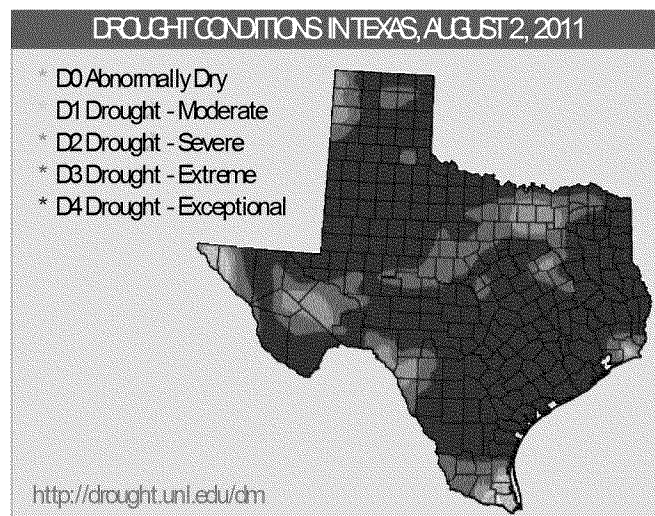 DROUGHT CONDITIONS IN TEXAS, AUGUST 2, 2011
* D0 Abnormally Dry
* D1 Drought - Moderate
* D2 Drought - Severe
* D3 Drought - Extreme
* D4 Drought - Exceptional
http://drought.unl.edu/dm